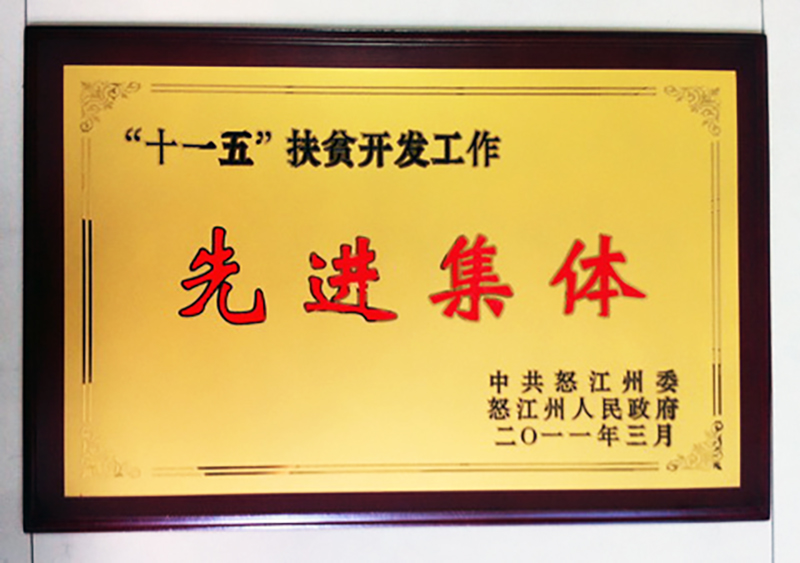 “十一五”扶贫开发工作
先进集体
中共怒江州委
怒江州人民政府
二〇一一年三月